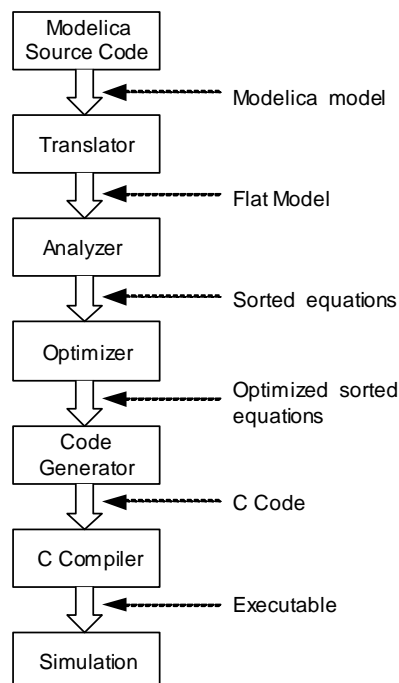 Modelica
Source Code
Modelica model
Translator
Flat Model
Analyzer
Sorted equations
Optimizer
Optimized sorted
equations
Code
Generator
C Code
C Compiler
Executable
Simulation